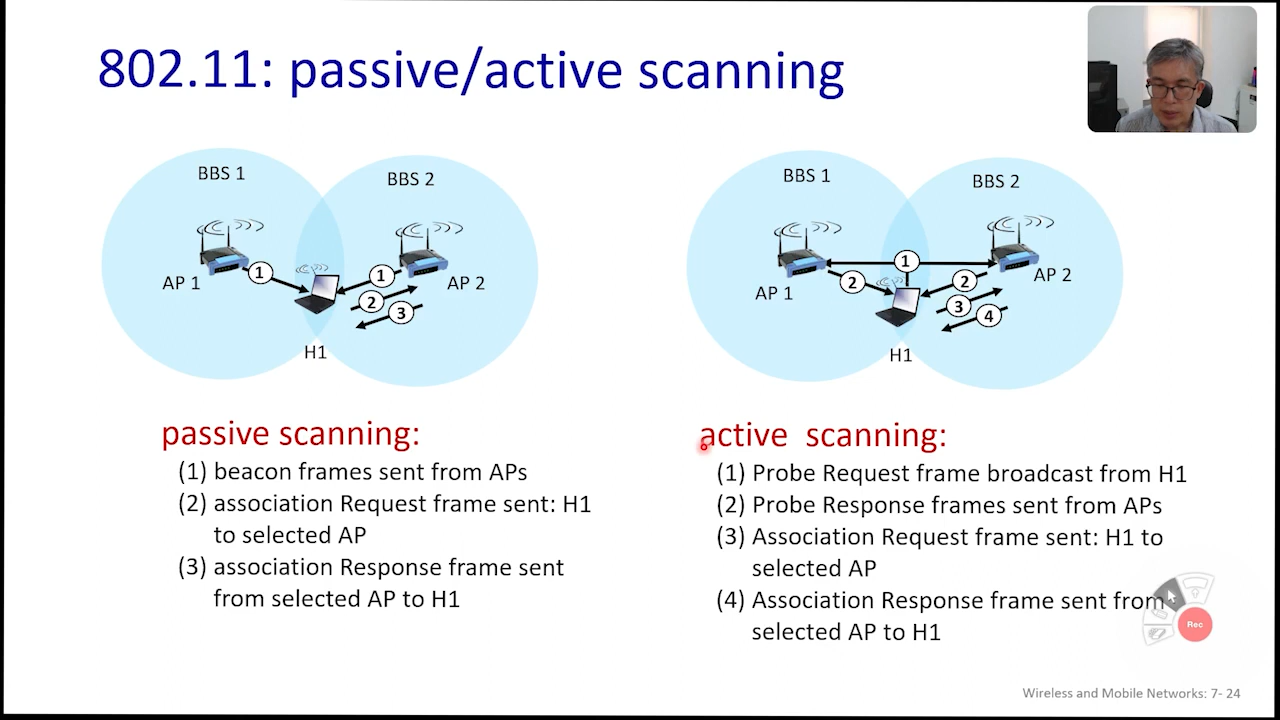 802.11: passive/active scanning
BBS 1
BBS 2
AP 1
AP 2
1
1
2
3
H1
BBS 1
BBS 2
AP 1
AP 2
1
2
2
3
4
H1
passive scanning:
(1) beacon frames sent from APs
(2) association Request frame sent: H1
to selected AP
(3) association Response frame sent
from selected AP to H1
active scanning:
(1) Probe Request frame broadcast from H1
(2) Probe Response frames sent from APs
(3) Association Request frame sent: H1 to
selected AP
(4) Association Response frame sent from
selected AP to H1
Rec
Wireless and Mobile Networks: 7- 24